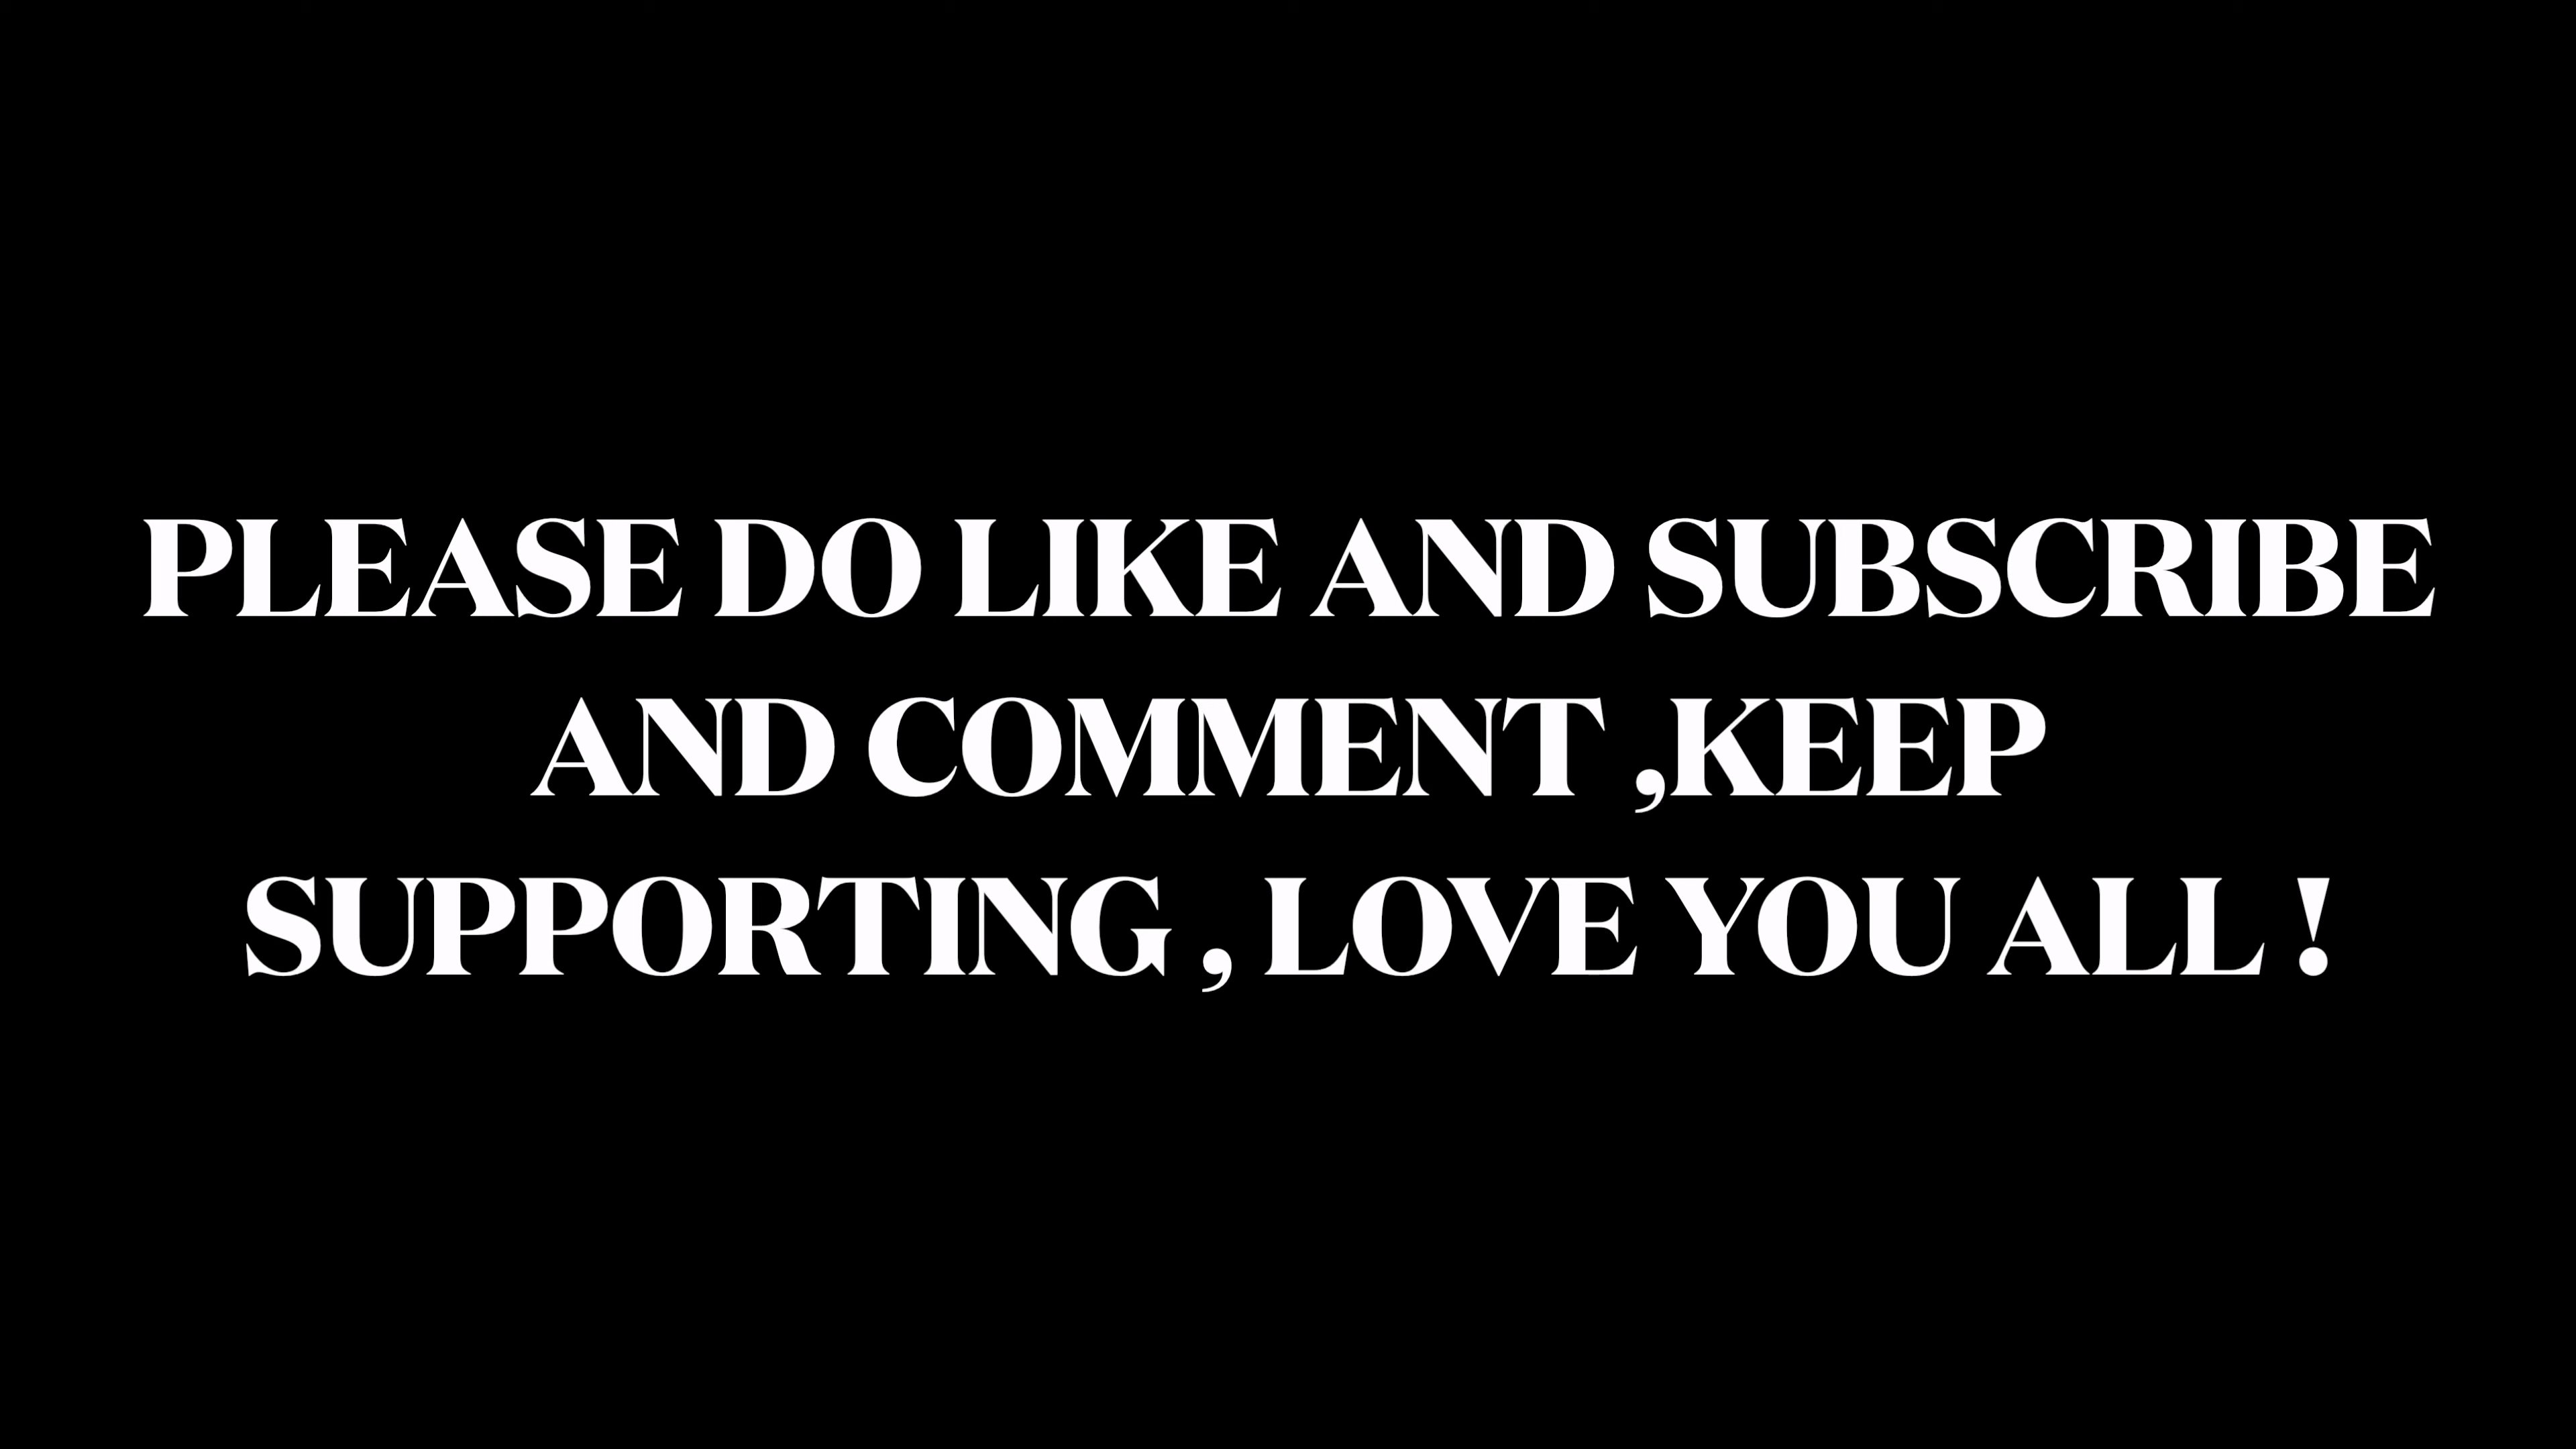 PLEASE DO LIKE AND SUBSCRIBE
AND COMMENT ,KEEP
SUPPORTING , LOVE YOU ALL !